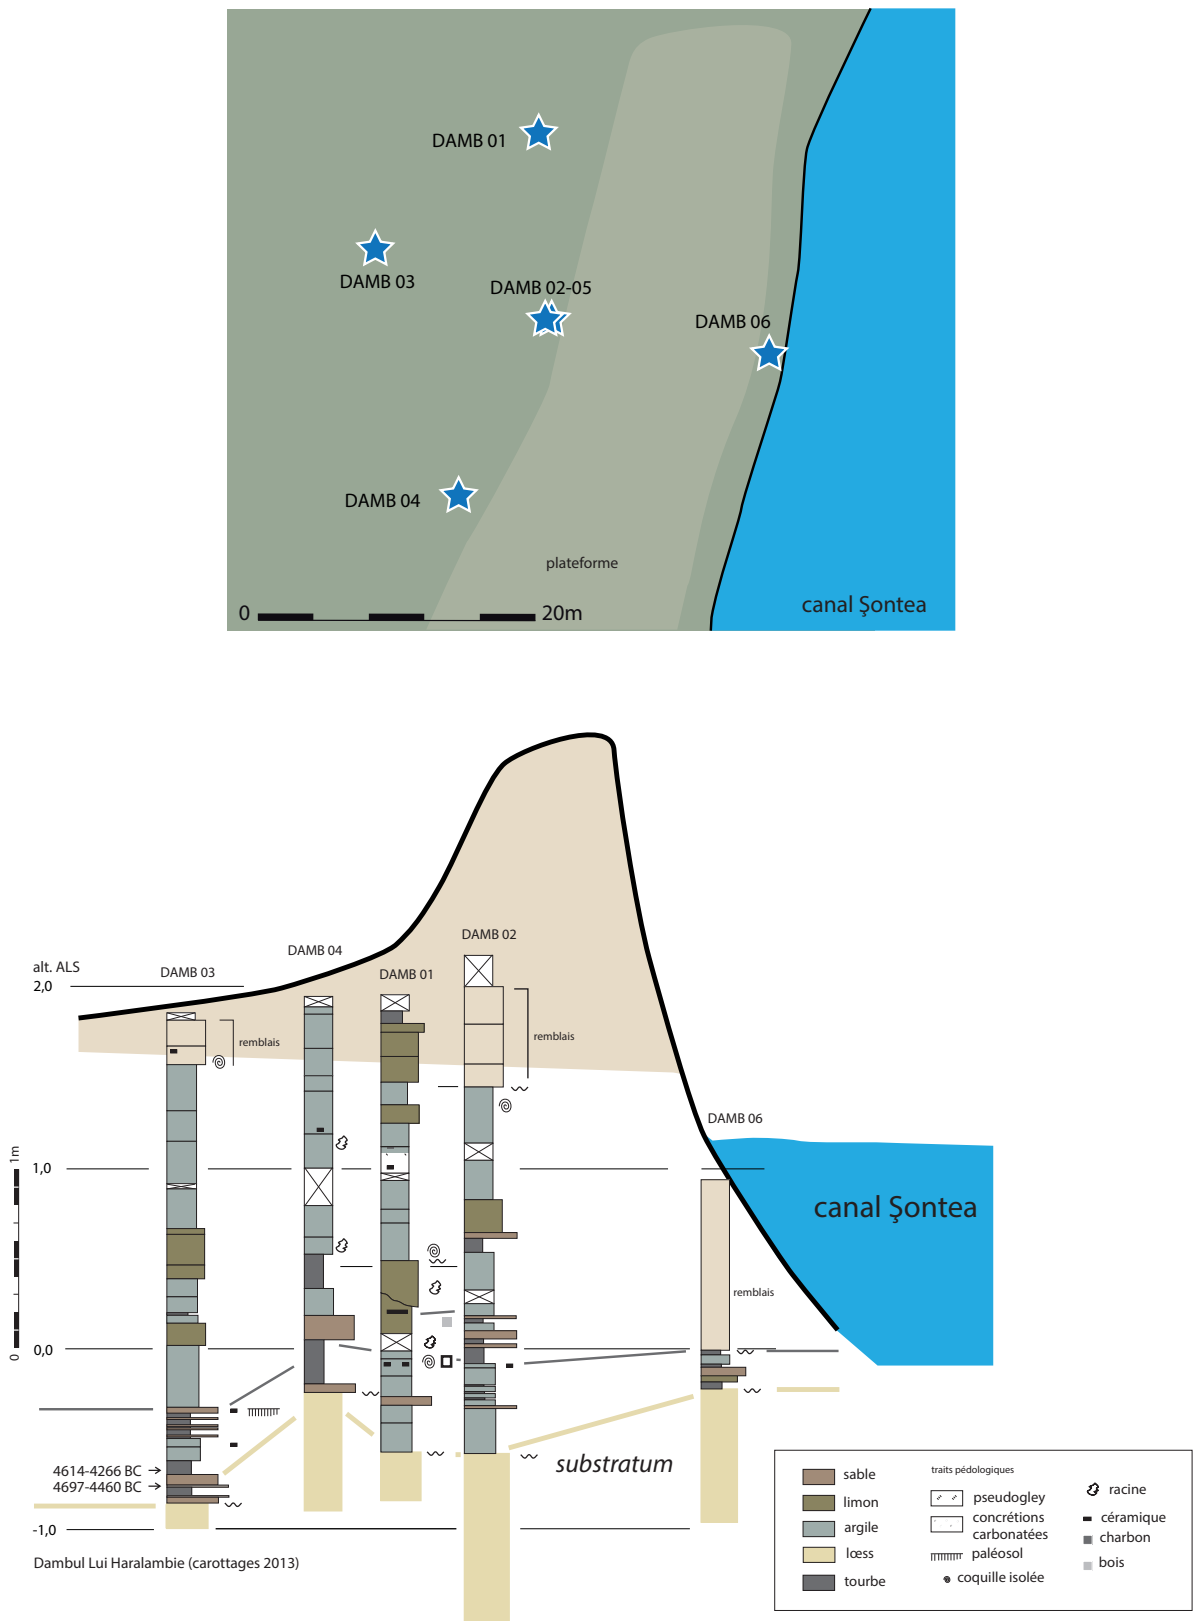 DAMB 01
DAMB 03
DAMB 02-05
DAMB 06
DAMB 04
plateforme
canal Şontea
0 20m
DAMB 02
DAMB 04
alt. ALS
DAMB 03
DAMB 01
2,0
remblais
remblais
DAMB 06
1m
1,0
canal Şontea
remblais
0
0,0
4614-4266 BC
4697-4460 BC
substratum
-1,0
Dambul Lui Haralambie (carottages 2013)
sable
limon
argile
lœss
tourbe
traits pédologiques
pseudogley
concrétions
carbonatées
paléosol
coquille isolée
racine
céramique
charbon
bois